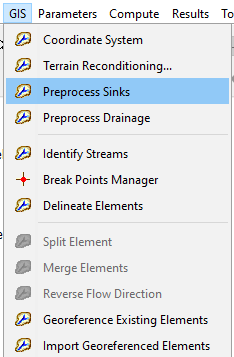 GIS Parameters Compute Results To
Coordinate System
Terrain Reconditioning...
Preprocess Sinks
Preprocess Drainage
Identify Streams
Break Points Manager
Delineate Elements
Split Element
Merge Elements
Reverse Flow Direction
Georeference Existing Elements
Import Georeferenced Elements